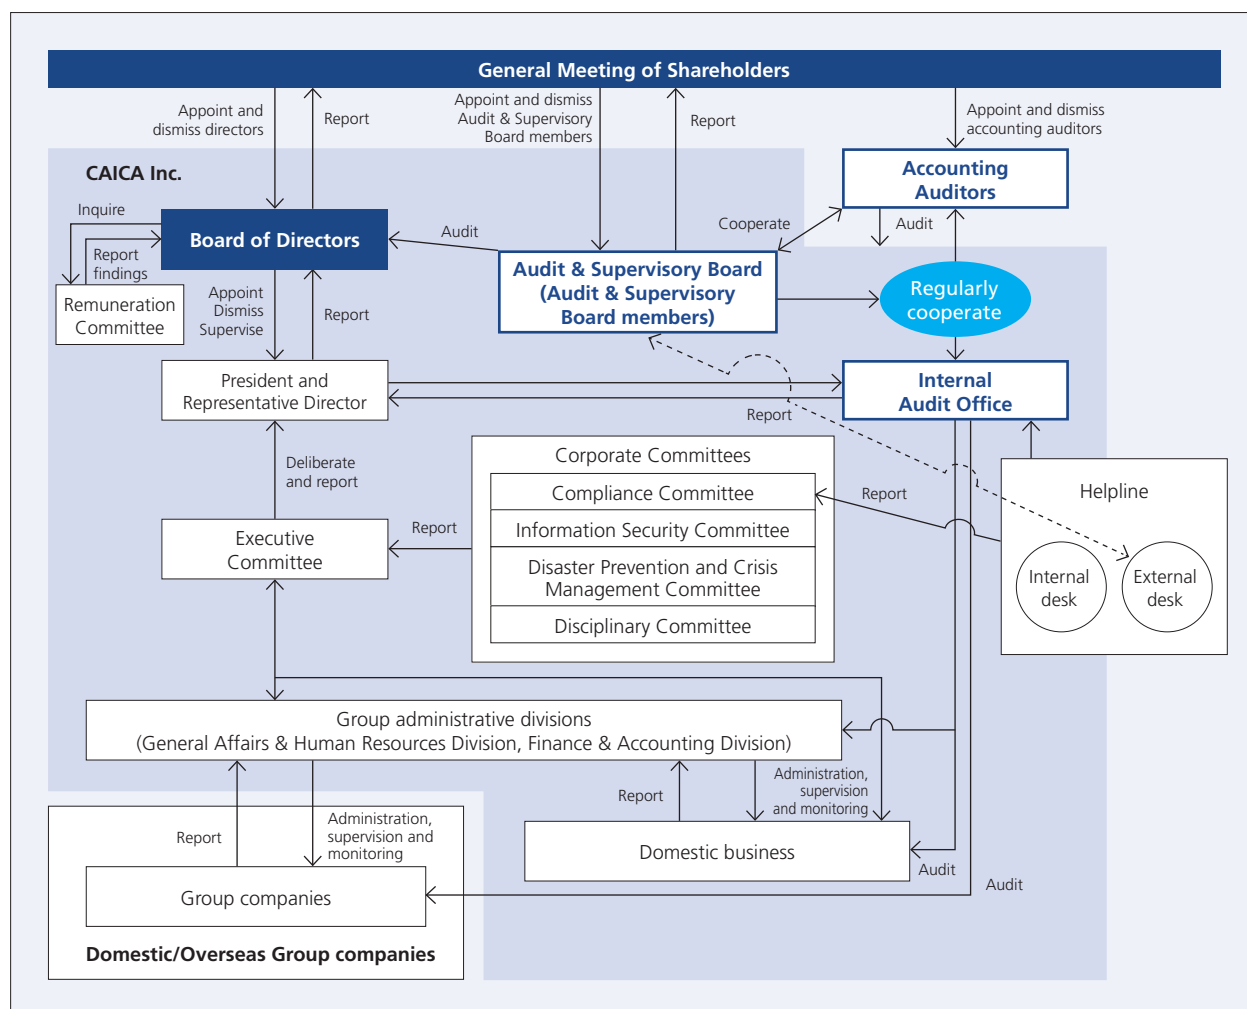 General Meeting of Shareholders
Appoint and
dismiss directors
Report
Appoint and dismiss
Audit & Supervisory
Board members
Report
Appoint and dismiss
accounting auditors
CAICA Inc.
Accounting
Auditors
Inquire
Board of Directors
Audit
Cooperate
Audit
Report
findings
Remuneration
Committee
Appoint
Dismiss
Supervise
Report
Audit & Supervisory Board
(Audit & Supervisory
Board members)
Regularly
cooperate
President and
Representative Director
Internal
Audit Office
Report
Deliberate
and report
Corporate Committees
Compliance Committee
Information Security Committee
Disaster Prevention and Crisis
Management Committee
Disciplinary Committee
Report
Helpline
Internal
desk
External
desk
Executive
Committee
Report
Group administrative divisions
(General Affairs & Human Resources Division, Finance & Accounting Division)
Report
Administration,
supervision and
monitoring
Report
Administration,
supervision
and monitoring
Domestic business
Audit
Audit
Group companies
Domestic/Overseas Group companies